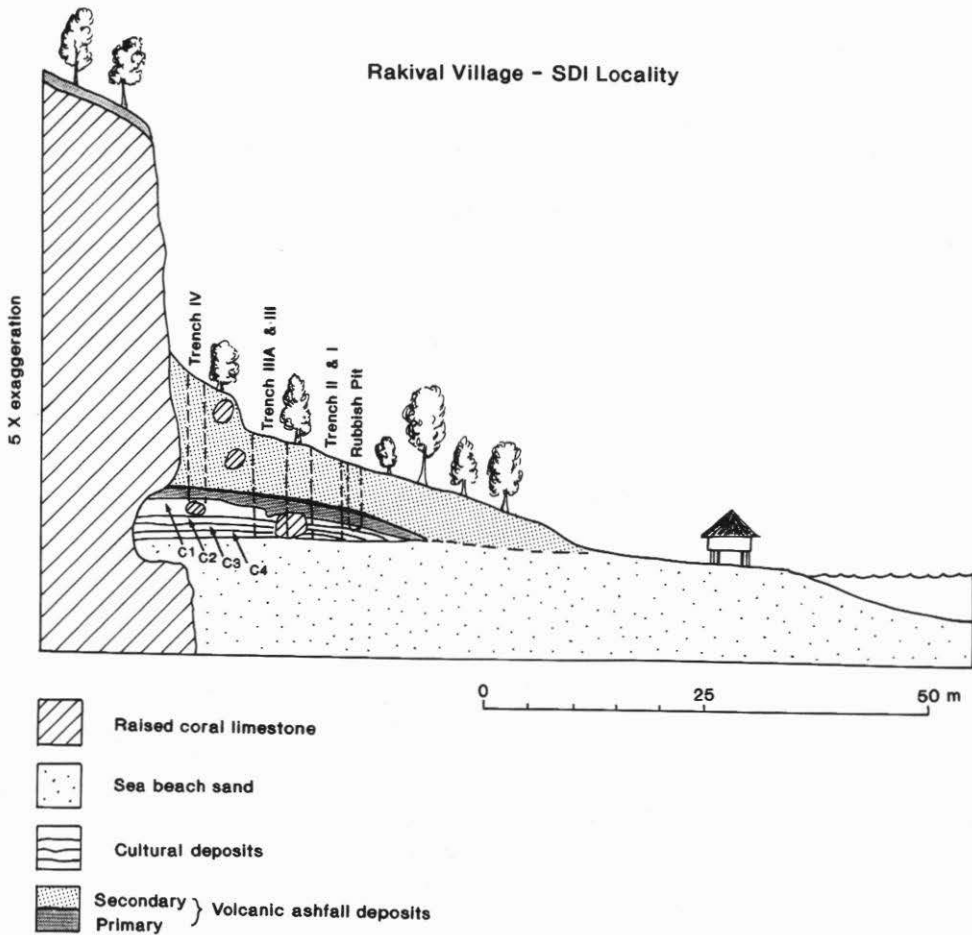 Rakival Village - SDI Locality
5 X exaggeration
Trench IV
Trench IIIA & III
Trench II & I
Rubbish Pit
C1
C2
C3
C4
0 25 50 m
Raised coral limestone
Sea beach sand
Cultural deposits
Secondary
Primary
Volcanic ashfall deposits